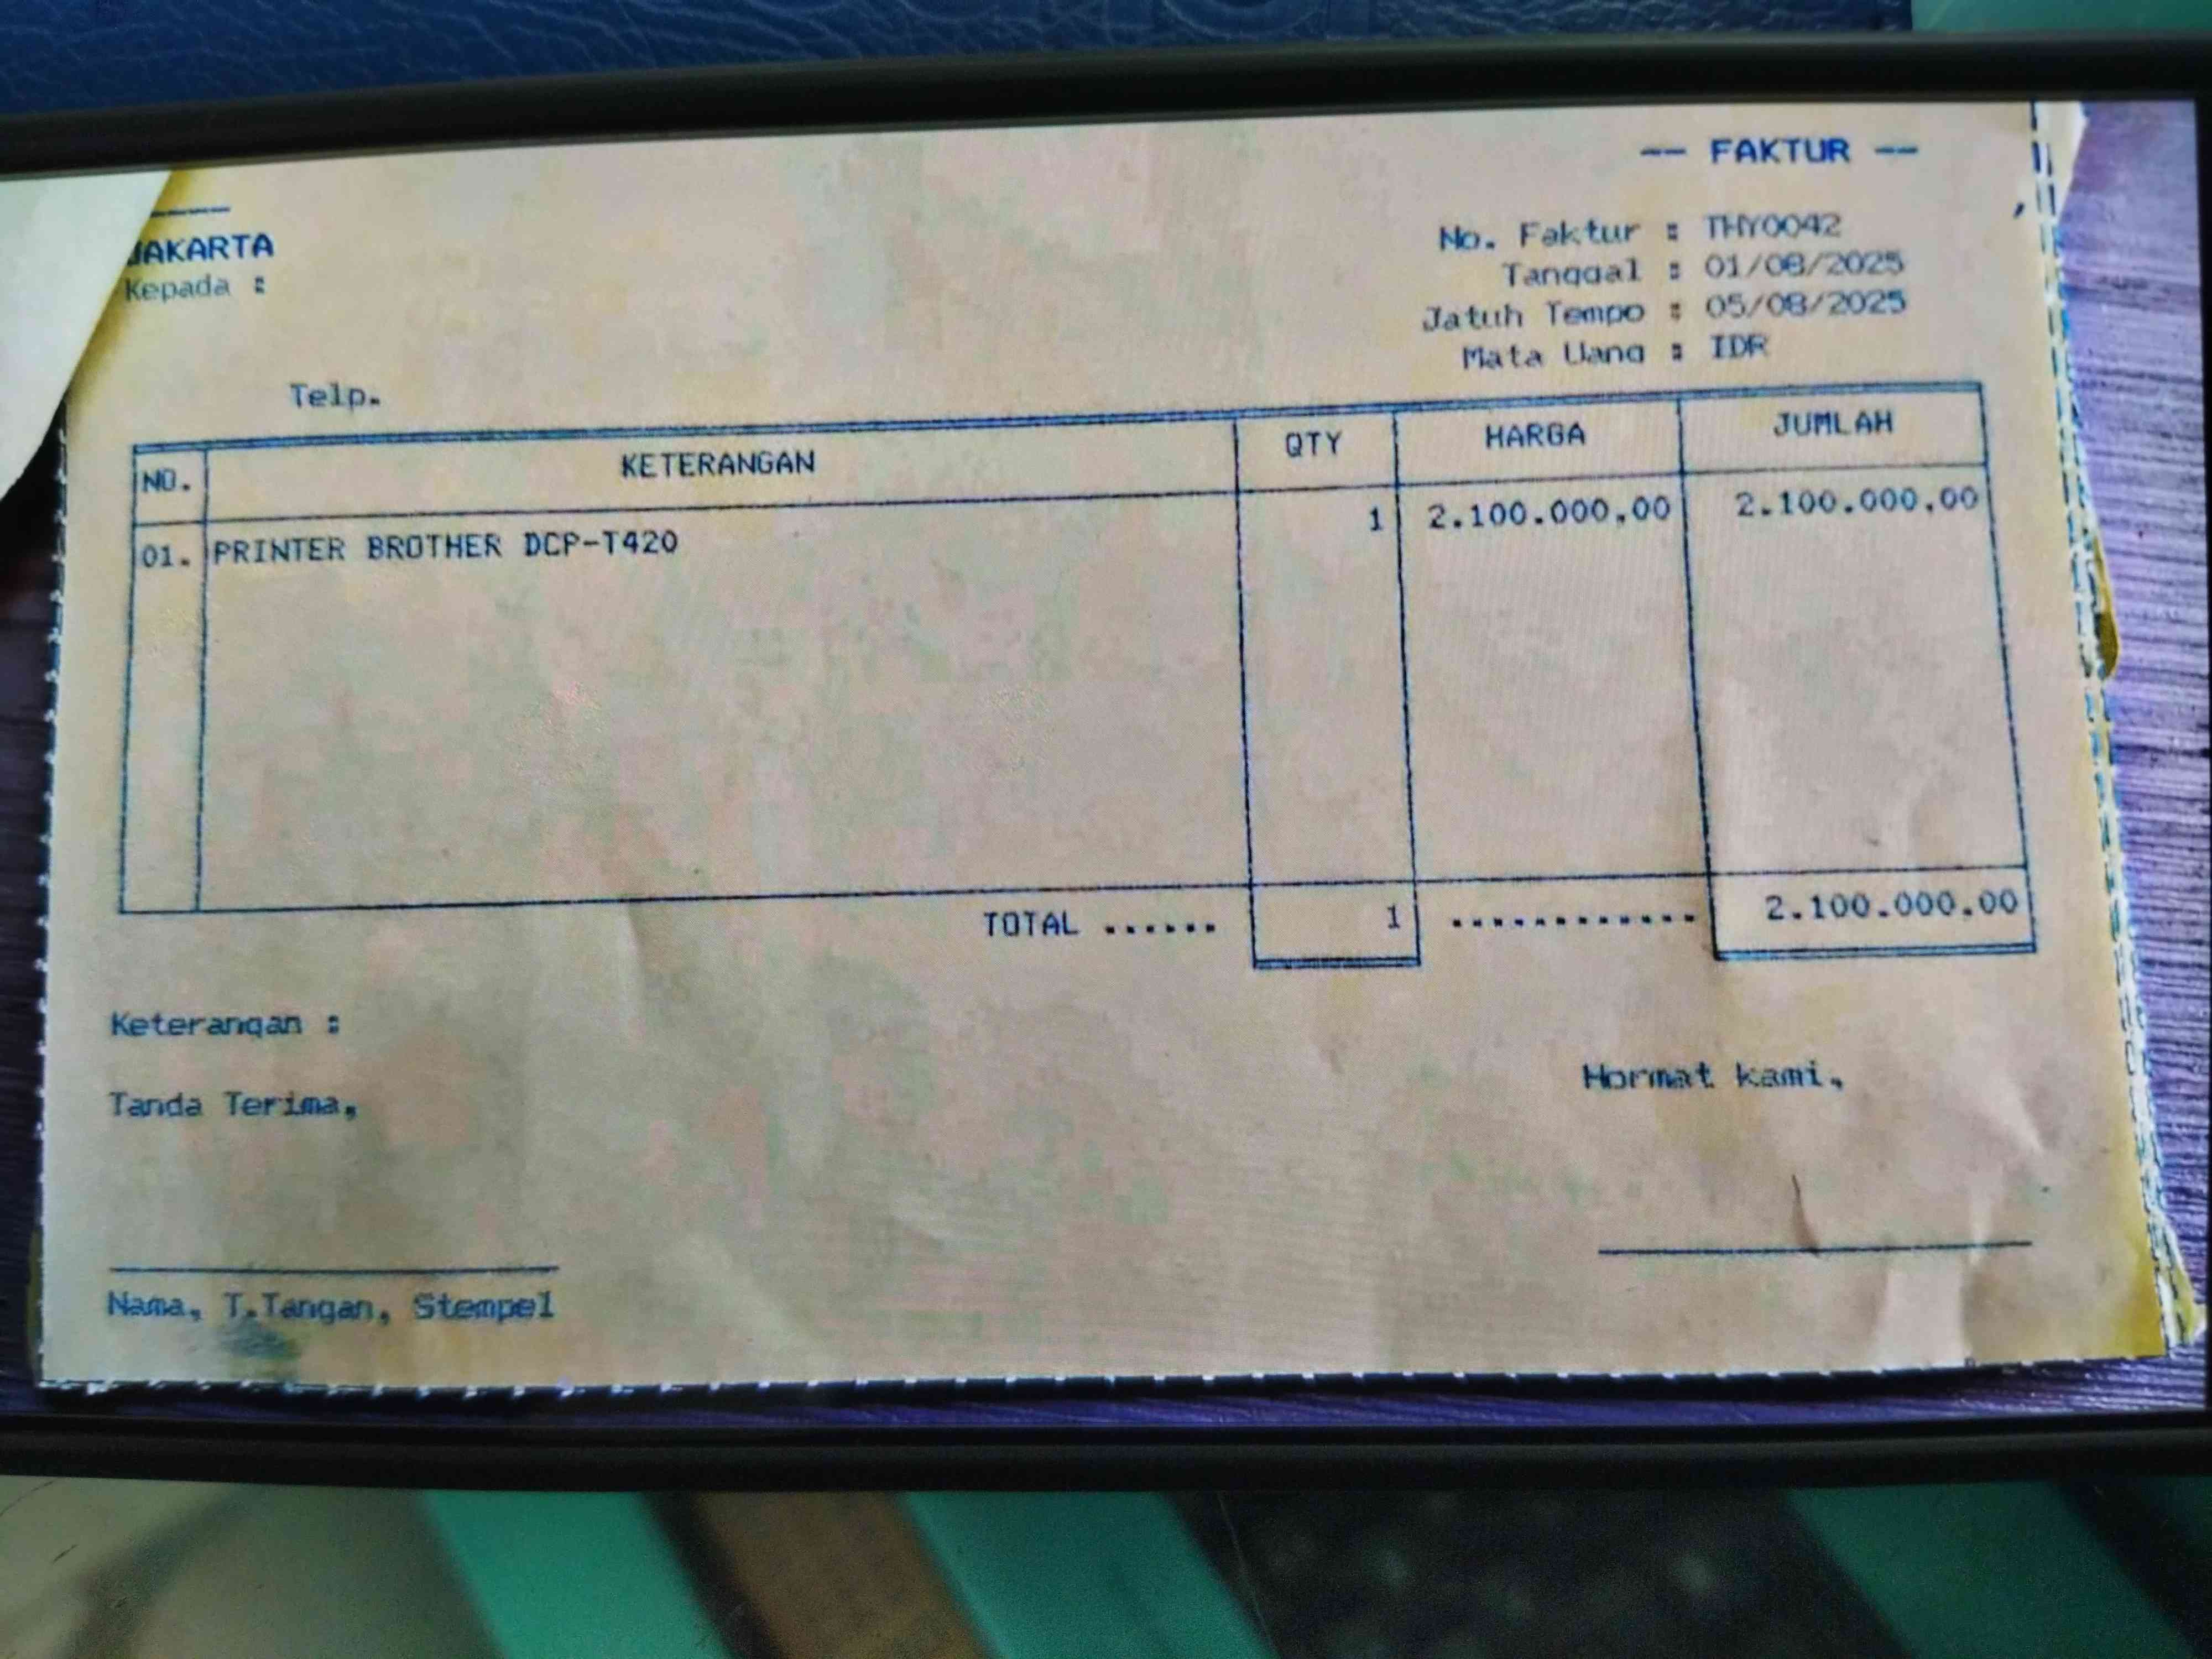 -- FAKTUR --
JAKARTA
Kepada :
No. Faktur : THY0042
Tanggal : 01/08/2025
Jatuh Tempo : 05/08/2025
Mata Uang : IDR
Telp.
NO. KETERANGAN QTY HARGA JUMLAH
01. PRINTER BROTHER DCP-T420 1 2.100.000,00 2.100.000,00
TOTAL ...... 1 ............. 2.100.000.00
Keterangan :
Tanda Terima,
Hormat kami,
Nama, T.Tangan, Stempel